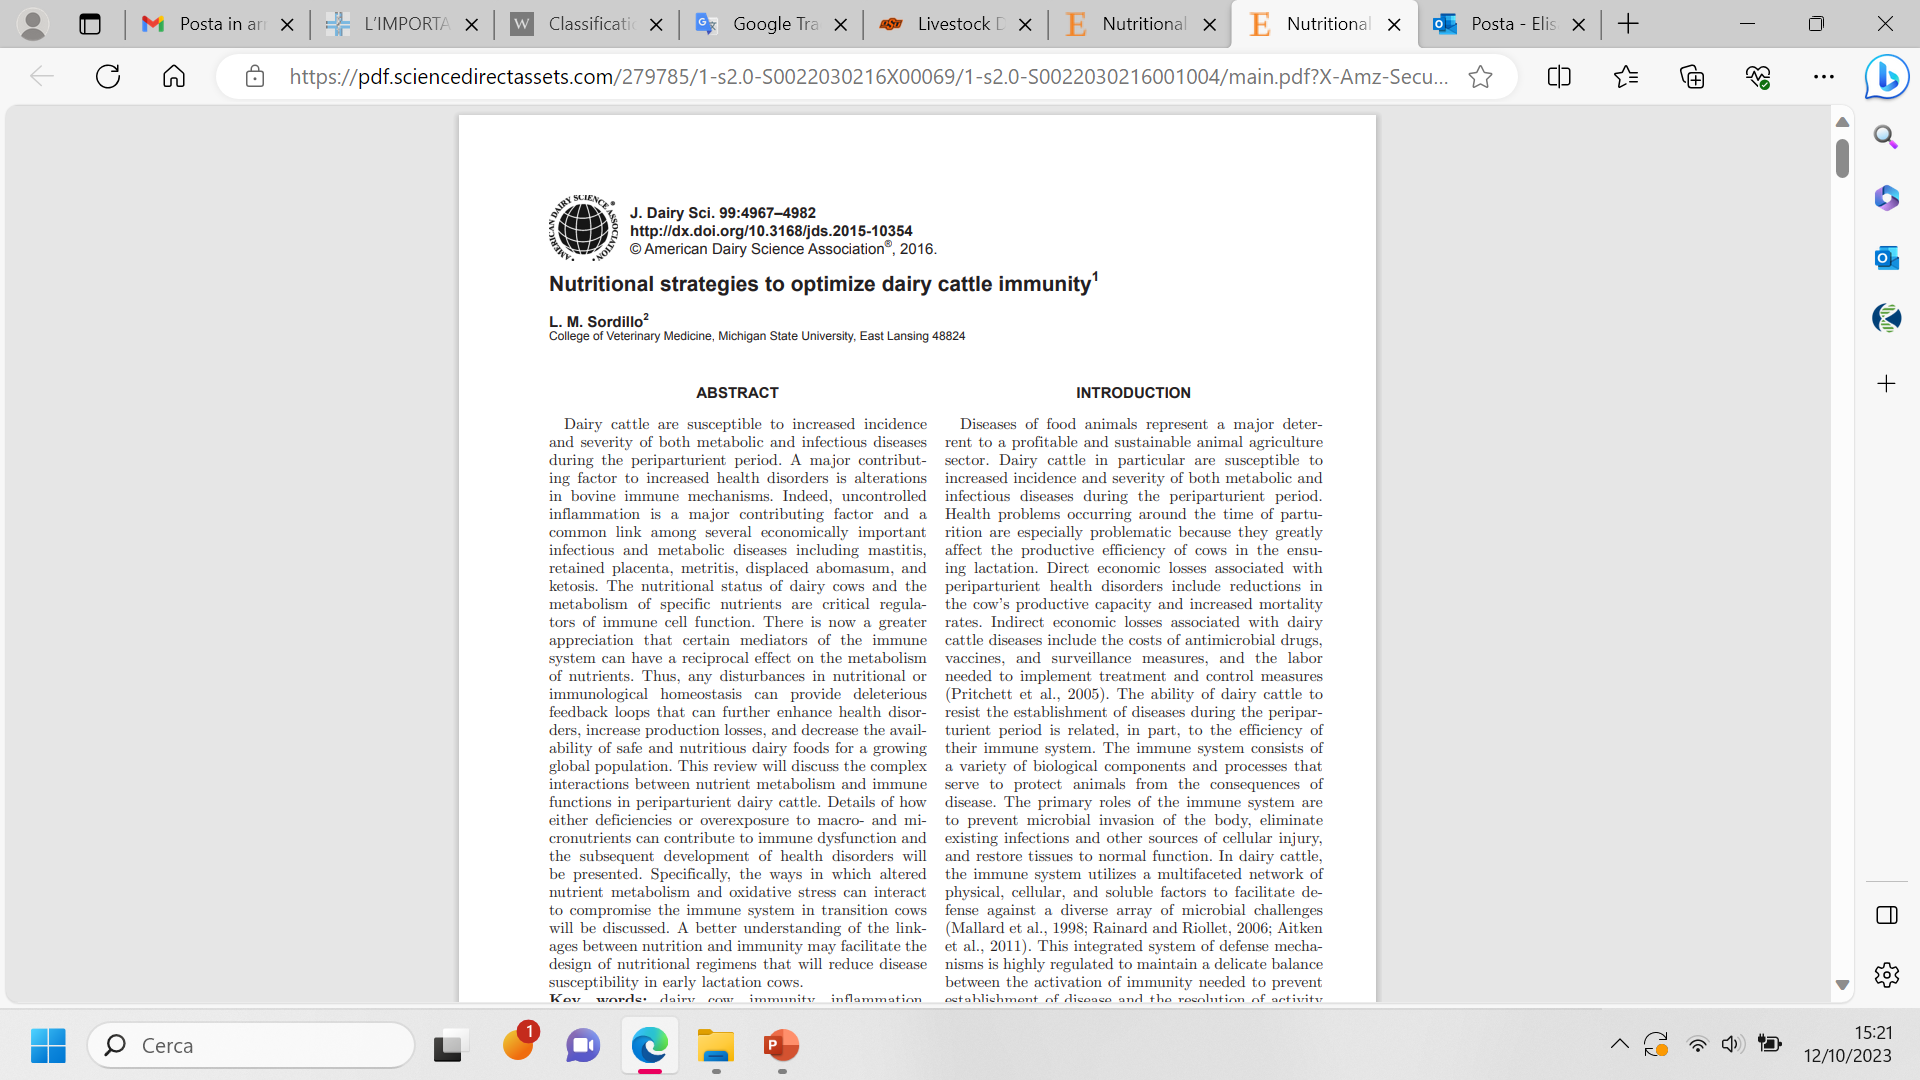 Posta in arr
L'IMPORTA
Classificatio
Google Tra
Livestock D
Nutritional
Nutritional
Posta - Elis
https://pdf.sciencedirectassets.com/279785/1-s2.0-S0022030216X00069/1-s2.0-S0022030216001004/main.pdf?X-Amz-Secu...
AMERICAN DAIRY SCIENCE ASSOCIATION
J. Dairy Sci. 99:4967–4982
http://dx.doi.org/10.3168/jds.2015-10354
© American Dairy Science Association®, 2016.
Nutritional strategies to optimize dairy cattle immunity1
L. M. Sordillo2
College of Veterinary Medicine, Michigan State University, East Lansing 48824
ABSTRACT
Dairy cattle are susceptible to increased incidence
and severity of both metabolic and infectious diseases
during the periparturient period. A major contribut-
ing factor to increased health disorders is alterations
in bovine immune mechanisms. Indeed, uncontrolled
inflammation is a major contributing factor and a
common link among several economically important
infectious and metabolic diseases including mastitis,
retained placenta, metritis, displaced abomasum, and
ketosis. The nutritional status of dairy cows and the
metabolism of specific nutrients are critical regula-
tors of immune cell function. There is now a greater
appreciation that certain mediators of the immune
system can have a reciprocal effect on the metabolism
of nutrients. Thus, any disturbances in nutritional or
immunological homeostasis can provide deleterious
feedback loops that can further enhance health disor-
ders, increase production losses, and decrease the avail-
ability of safe and nutritious dairy foods for a growing
global population. This review will discuss the complex
interactions between nutrient metabolism and immune
functions in periparturient dairy cattle. Details of how
either deficiencies or overexposure to macro- and mi-
cronutrients can contribute to immune dysfunction and
the subsequent development of health disorders will
be presented. Specifically, the ways in which altered
nutrient metabolism and oxidative stress can interact
to compromise the immune system in transition cows
will be discussed. A better understanding of the link-
ages between nutrition and immunity may facilitate the
design of nutritional regimens that will reduce disease
susceptibility in early lactation cows.
Key words: dairy cow, immunity, inflammation,
INTRODUCTION
Diseases of food animals represent a major deter-
rent to a profitable and sustainable animal agriculture
sector. Dairy cattle in particular are susceptible to
increased incidence and severity of both metabolic and
infectious diseases during the periparturient period.
Health problems occurring around the time of partu-
rition are especially problematic because they greatly
affect the productive efficiency of cows in the ensu-
ing lactation. Direct economic losses associated with
periparturient health disorders include reductions in
the cow's productive capacity and increased mortality
rates. Indirect economic losses associated with dairy
cattle diseases include the costs of antimicrobial drugs,
vaccines, and surveillance measures, and the labor
needed to implement treatment and control measures
(Pritchett et al., 2005). The ability of dairy cattle to
resist the establishment of diseases during the peripar-
turient period is related, in part, to the efficiency of
their immune system. The immune system consists of
a variety of biological components and processes that
serve to protect animals from the consequences of
disease. The primary roles of the immune system are
to prevent microbial invasion of the body, eliminate
existing infections and other sources of cellular injury,
and restore tissues to normal function. In dairy cattle,
the immune system utilizes a multifaceted network of
physical, cellular, and soluble factors to facilitate de-
fense against a diverse array of microbial challenges
(Mallard et al., 1998; Rainard and Riollet, 2006; Aitken
et al., 2011). This integrated system of defense mecha-
nisms is highly regulated to maintain a delicate balance
between the activation of immunity needed to prevent
establishment of disease and the resolution of activity
Cerca
1
15:21
12/10/2023